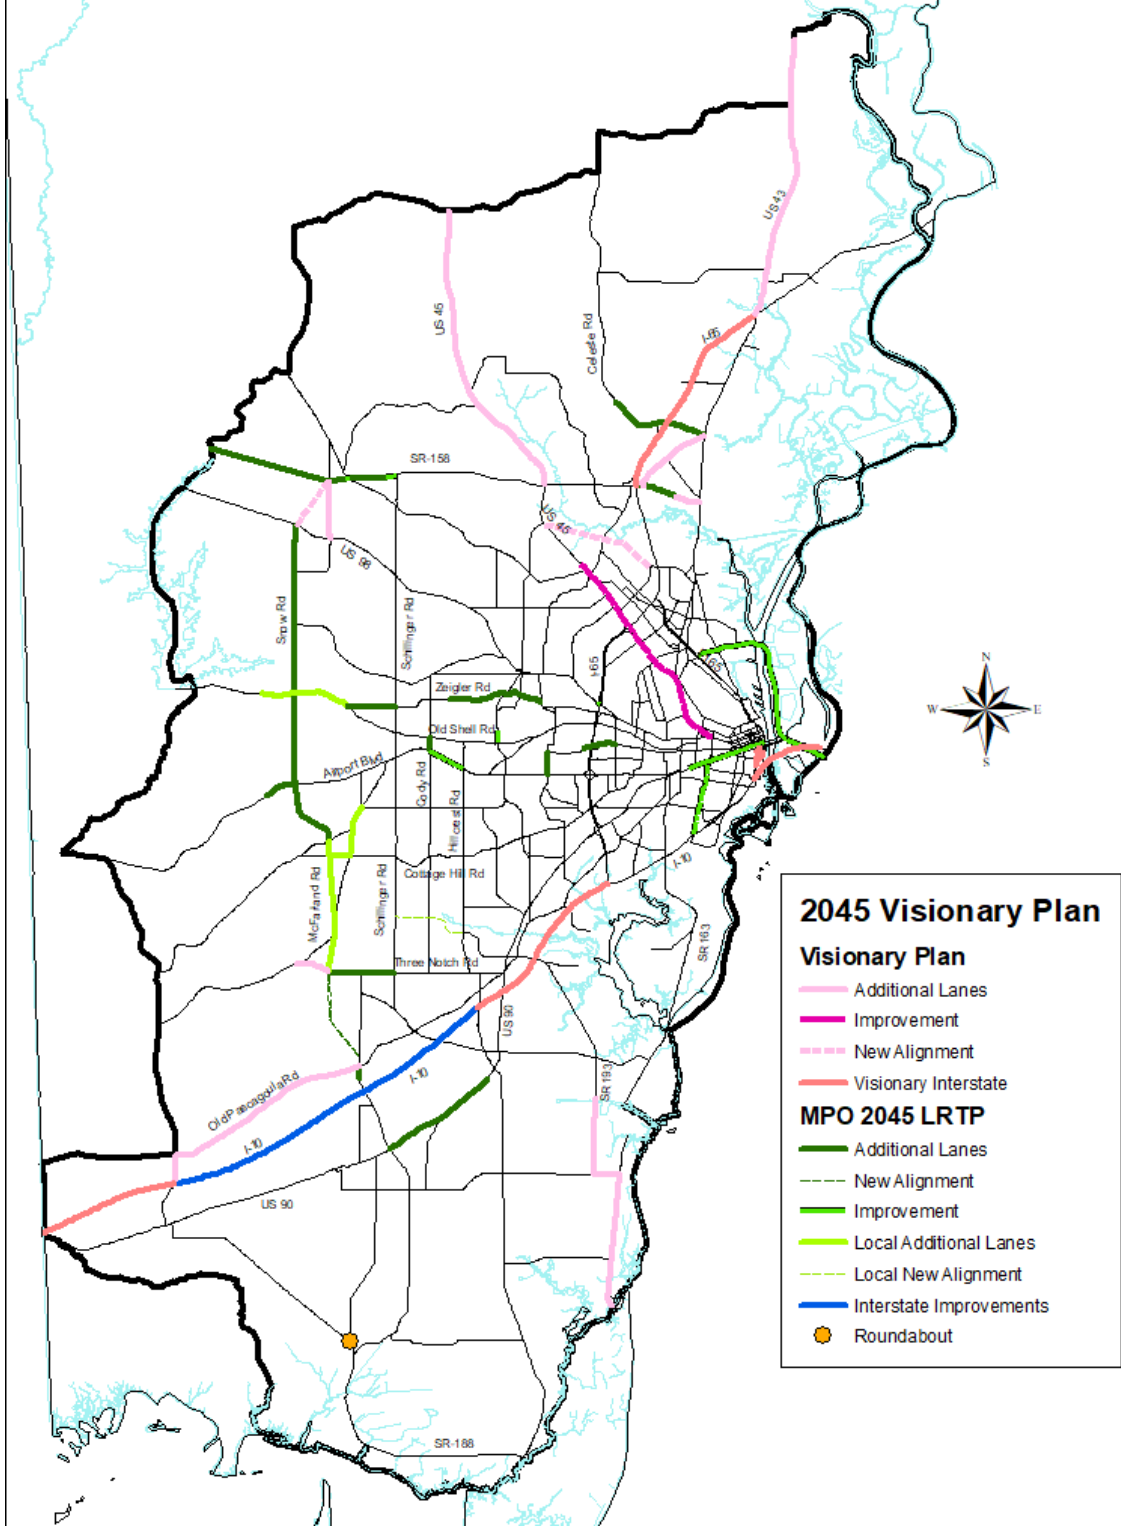 US 43
US 45
Celeste Rd
I-65
SR-158
US 45
US 98
Snow Rd
Schillinger Rd
I-65
I-65
Zeigler Rd
Old Shell Rd
Airport Blvd
Cody Rd
Hillcrest Rd
I-10
Cottage Hill Rd
McFarland Rd
Schillinger Rd
SR 163
Three Notch Rd
US 90
I-10
Old Pascagoula Rd
SR 193
I-10
US 90
SR-188
N
W
E
S
2045 Visionary Plan
Visionary Plan
Additional Lanes
Improvement
New Alignment
Visionary Interstate
MPO 2045 LRTP
Additional Lanes
New Alignment
Improvement
Local Additional Lanes
Local New Alignment
Interstate Improvements
Roundabout